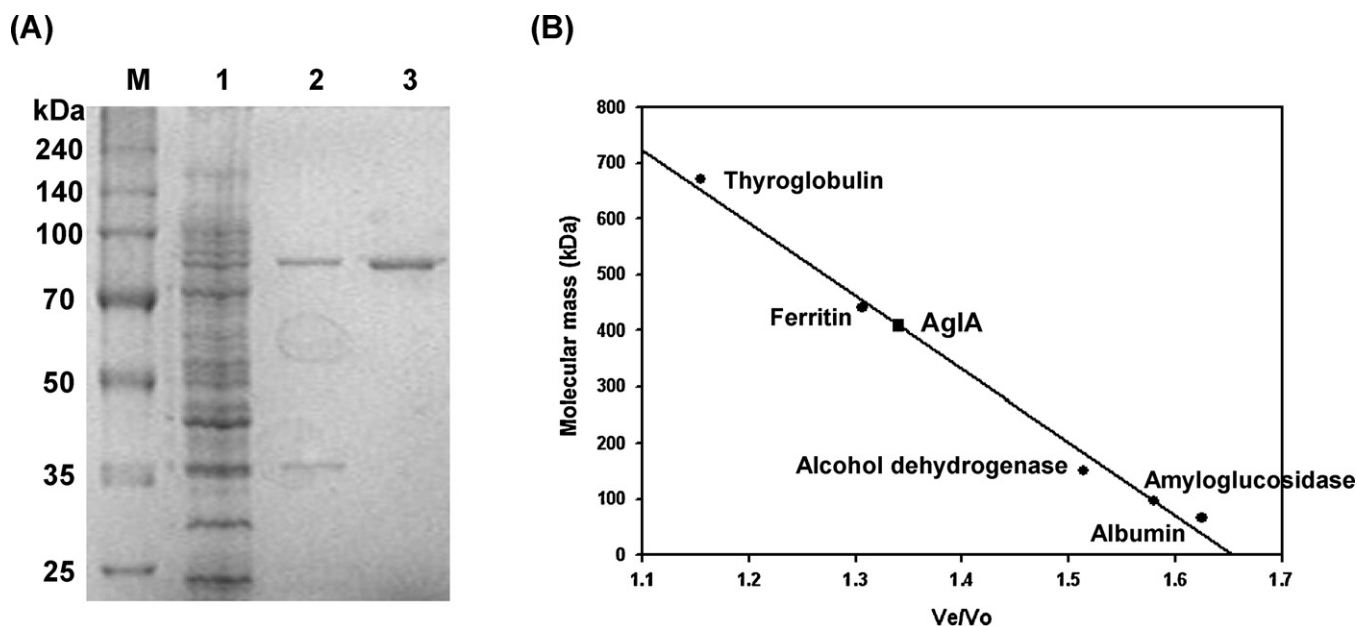 (A)
M 1 2 3
kDa
240
140
100
70
50
35
25
(B)
Molecular mass (kDa)
800
700
600
500
400
300
200
100
0
Thyroglobulin
Ferritin
AglA
Alcohol dehydrogenase
Amyloglucosidase
Albumin
1.1 1.2 1.3 1.4 1.5 1.6 1.7
Ve/Vo